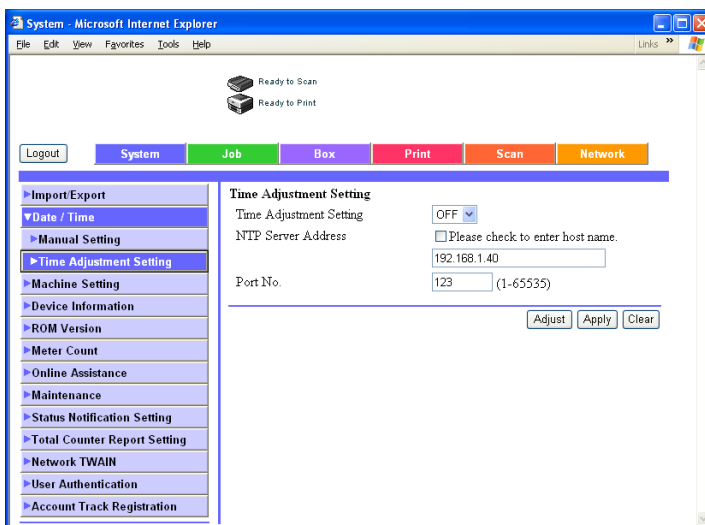 System - Microsoft Internet Explorer
File Edit View Favorites Tools Help Links »
Ready to Scan
Ready to Print
Logout System Job Box Print Scan Network
Import/Export
Date / Time
Manual Setting
Time Adjustment Setting
Machine Setting
Device Information
ROM Version
Meter Count
Online Assistance
Maintenance
Status Notification Setting
Total Counter Report Setting
Network TWAIN
User Authentication
Account Track Registration
Time Adjustment Setting
Time Adjustment Setting OFF
NTP Server Address Please check to enter host name.
192.168.1.40
Port No. 123 (1-65535)
Adjust Apply Clear